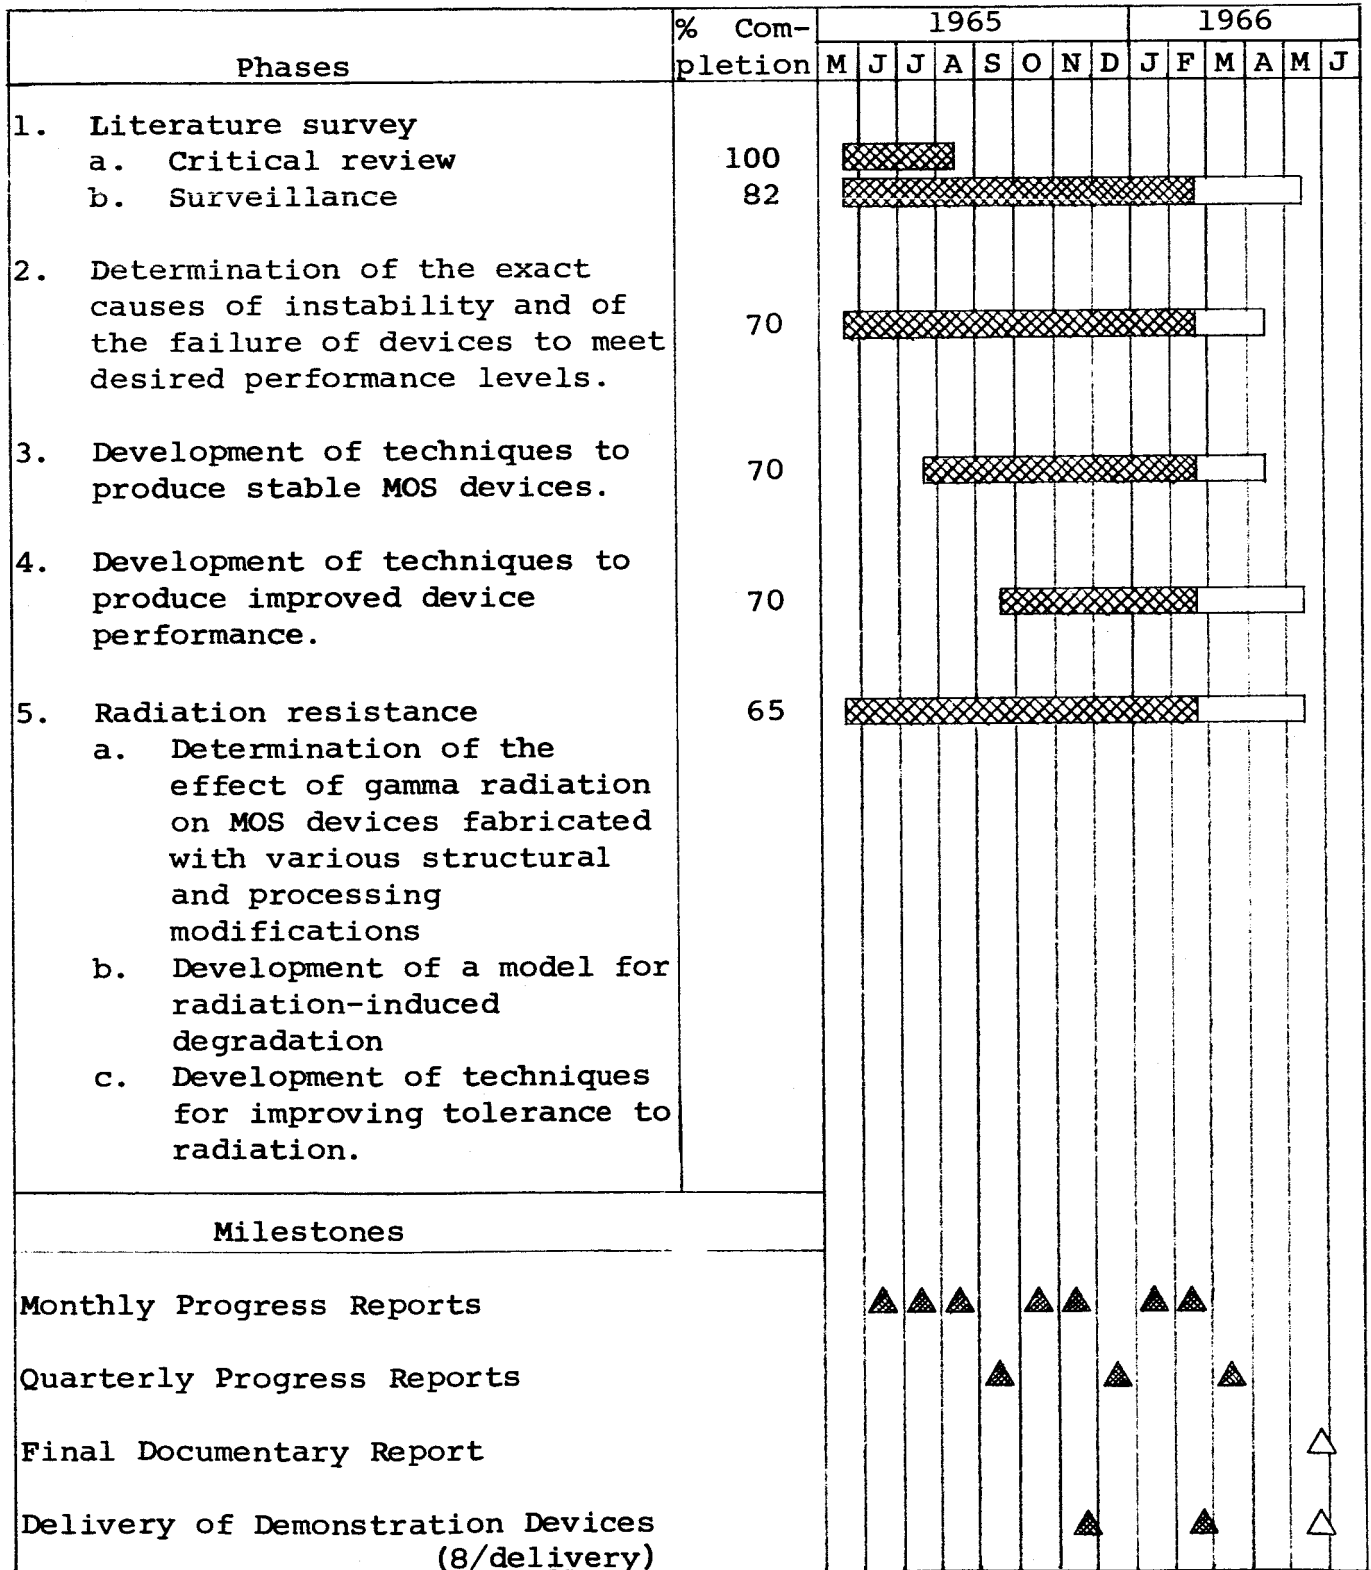 % Com- 1965 1966
Phases pletion M J J A S O N D J F M A M J
1. Literature survey
a. Critical review 100
b. Surveillance 82
2. Determination of the exact
causes of instability and of
the failure of devices to meet 70
desired performance levels.
3. Development of techniques to 70
produce stable MOS devices.
4. Development of techniques to
produce improved device 70
performance.
5. Radiation resistance 65
a. Determination of the
effect of gamma radiation
on MOS devices fabricated
with various structural
and processing
modifications
b. Development of a model for
radiation-induced
degradation
c. Development of techniques
for improving tolerance to
radiation.
Milestones
Monthly Progress Reports
Quarterly Progress Reports
Final Documentary Report
Delivery of Demonstration Devices
(8/delivery)